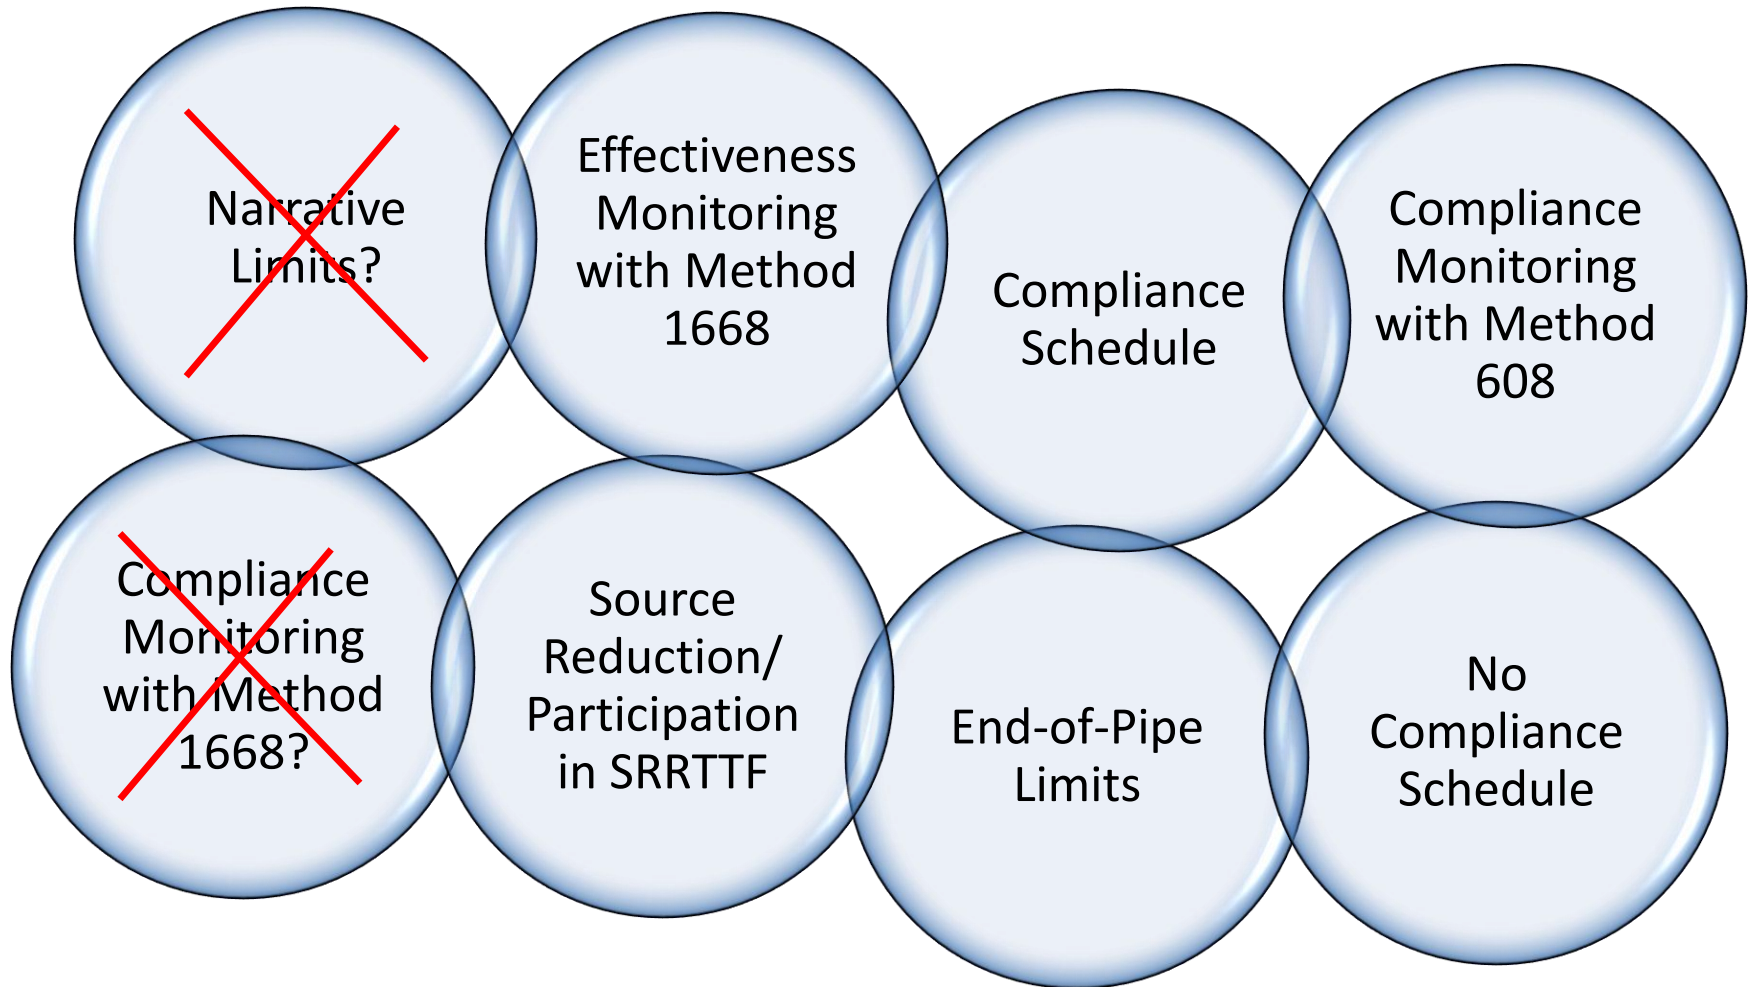 Narrative
Limits?
Effectiveness
Monitoring
with Method
1668
Compliance
Schedule
Compliance
Monitoring
with Method
608
Compliance
Monitoring
with Method
1668?
Source
Reduction/
Participation
in SRRTTF
End-of-Pipe
Limits
No
Compliance
Schedule